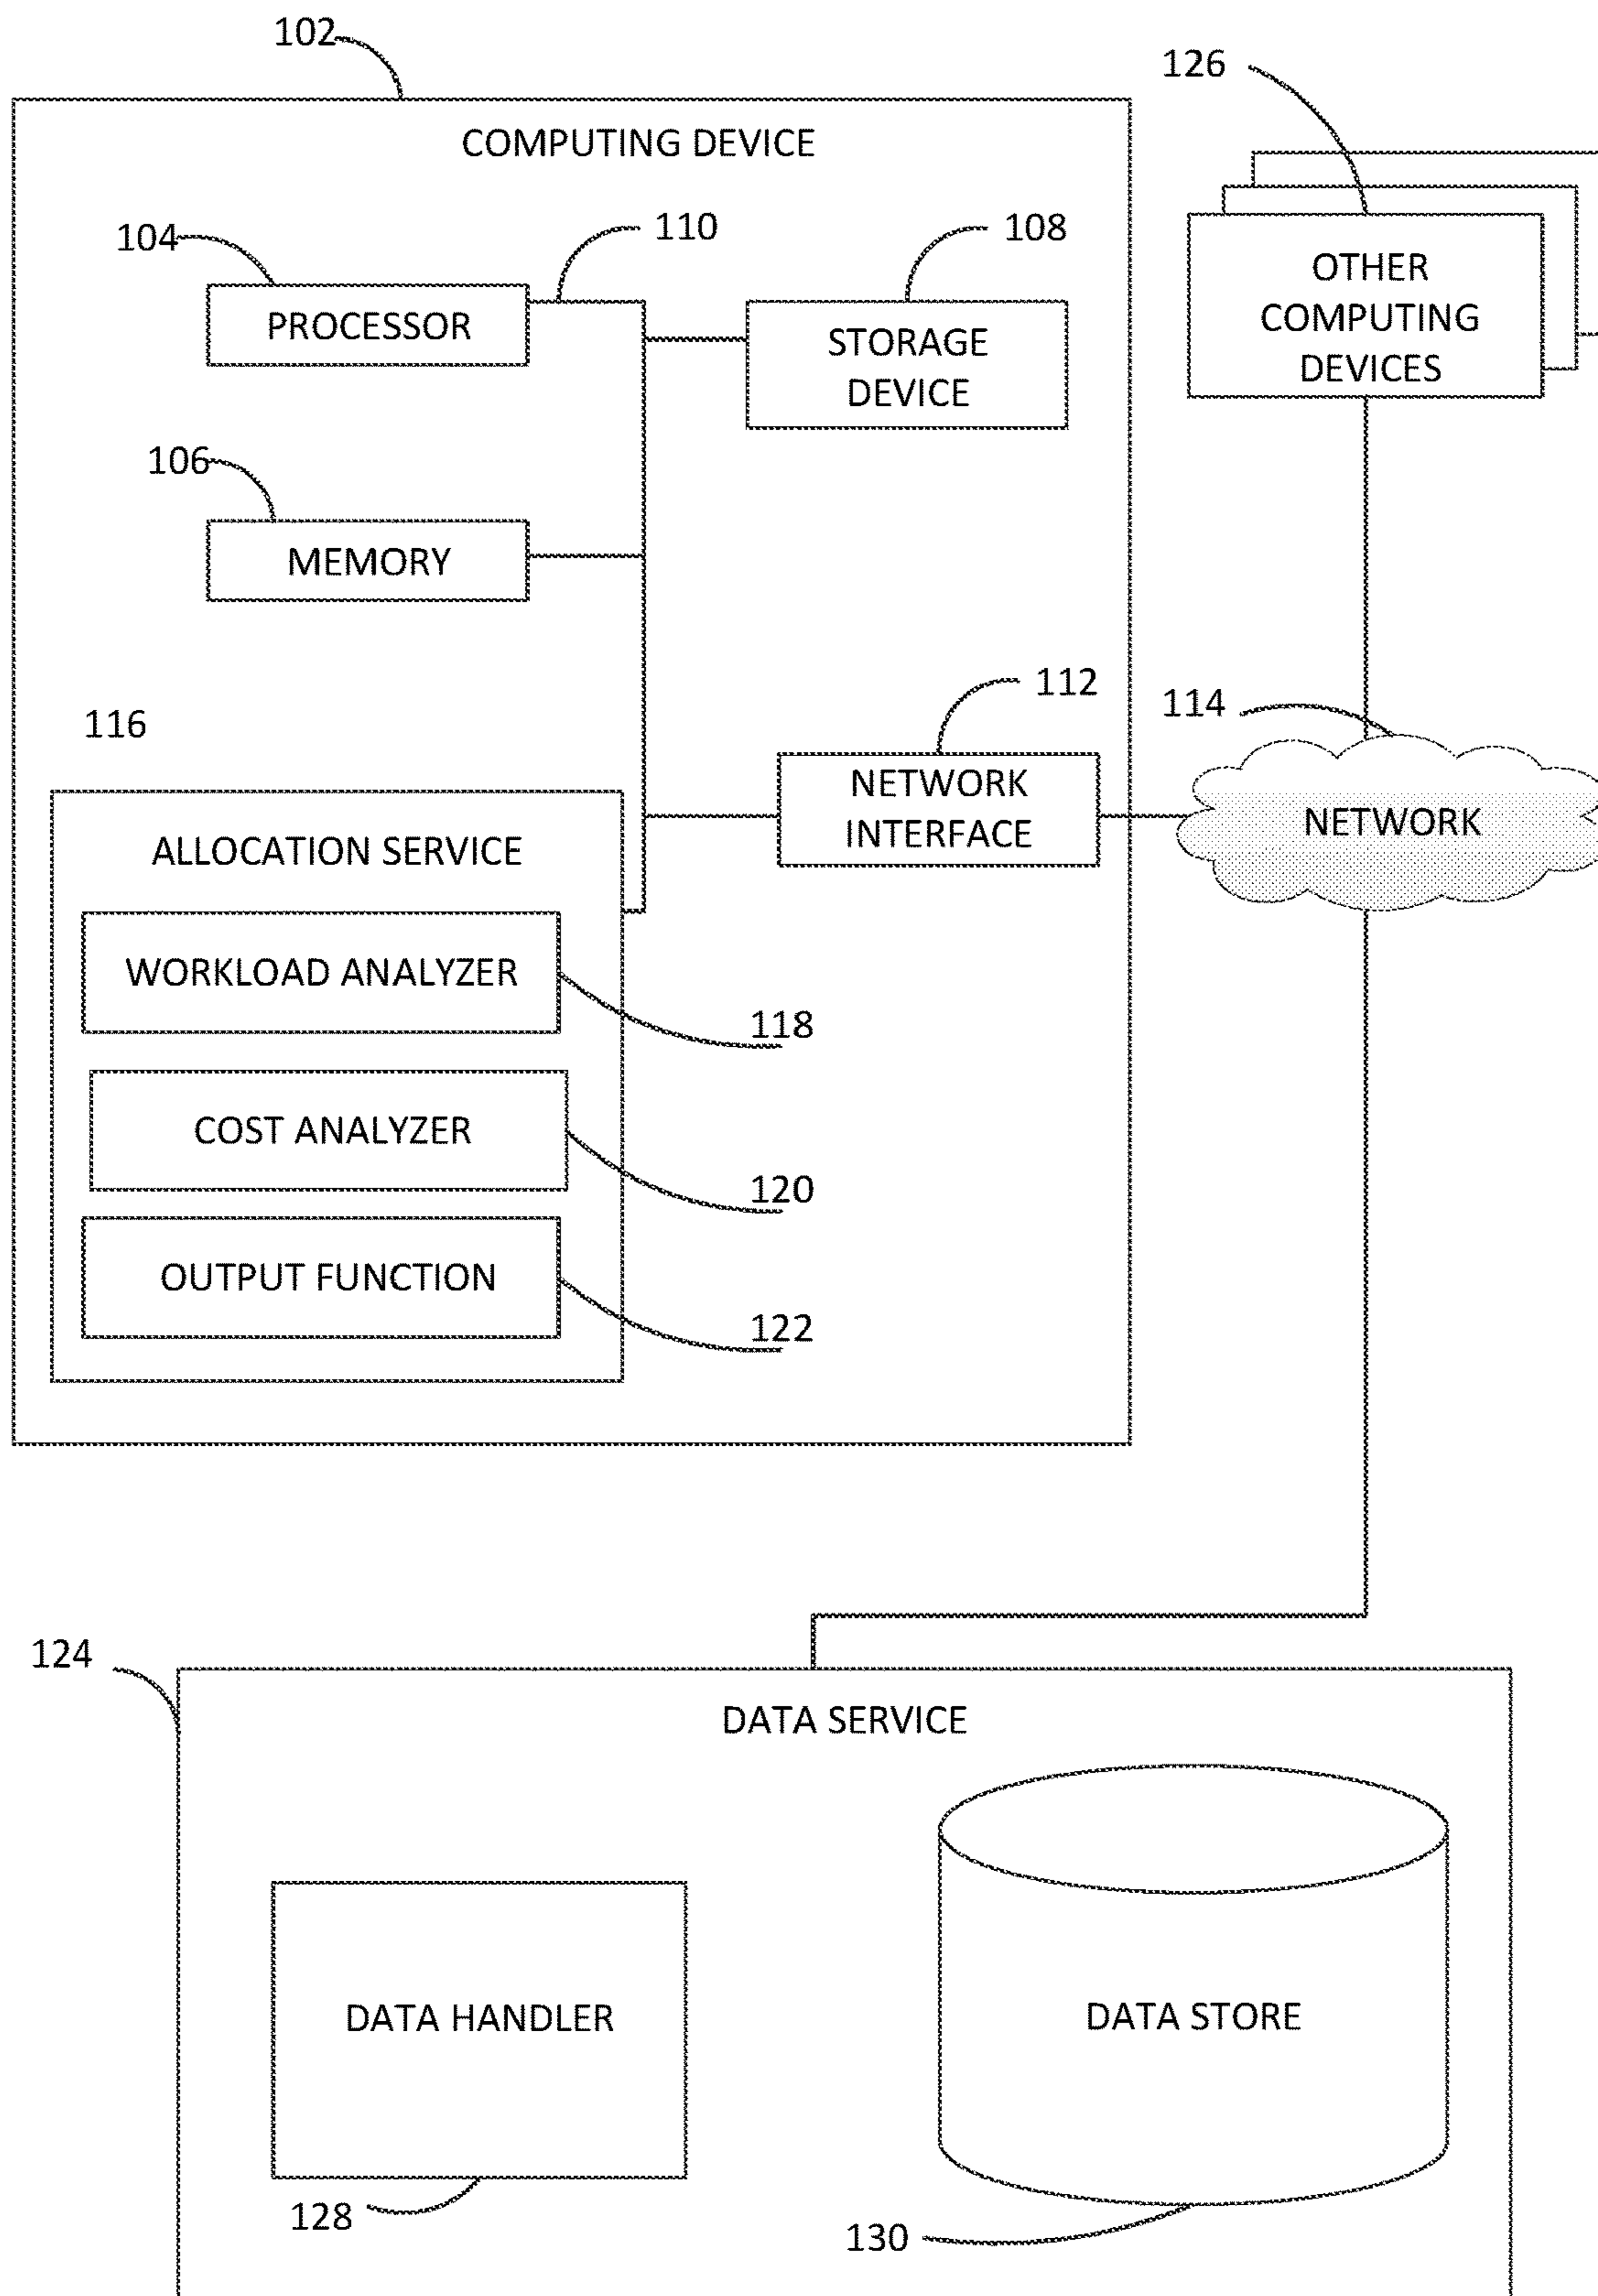 102
126
COMPUTING DEVICE
104
110
108
PROCESSOR
STORAGE
DEVICE
OTHER
COMPUTING
DEVICES
106
MEMORY
112
114
116
NETWORK
INTERFACE
NETWORK
ALLOCATION SERVICE
WORKLOAD ANALYZER
118
COST ANALYZER
120
OUTPUT FUNCTION
122
124
DATA SERVICE
DATA HANDLER
DATA STORE
128
130